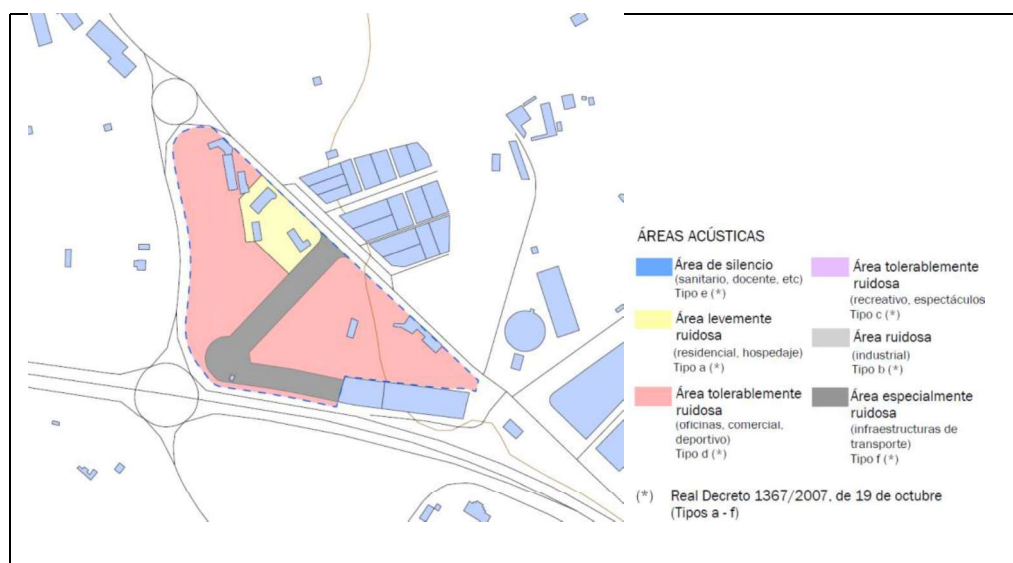 ÁREAS ACÚSTICAS
Área de silencio
(sanitario, docente, etc)
Tipo e (*)
Área levemente
ruidosa
(residencial, hospedaje)
Tipo a (*)
Área tolerablemente
ruidosa
(oficinas, comercial,
deportivo)
Tipo d (*)
Área tolerablemente
ruidosa
(recreativo, espectáculos
Tipo c (*)
Área ruidosa
(industrial)
Tipo b (*)
Área especialmente
ruidosa
(infraestructuras de
transporte)
Tipo f (*)
(*) Real Decreto 1367/2007, de 19 de octubre
(Tipos a - f)